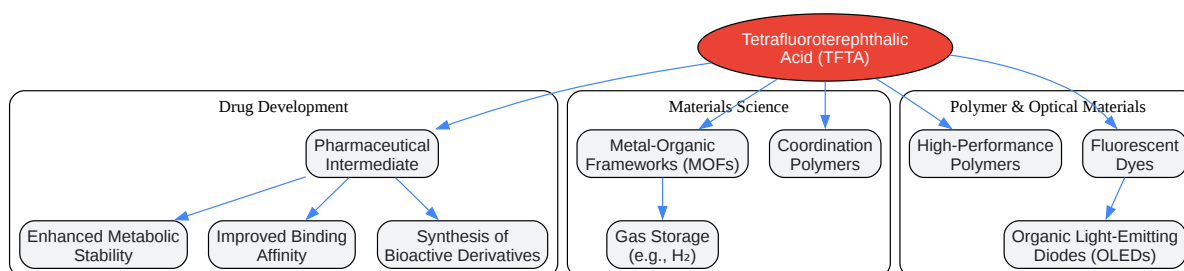 Tetrafluoroterephthalic
Acid (TFTA)
Drug Development
Materials Science
Polymer & Optical Materials
Pharmaceutical
Intermediate
Metal-Organic
Frameworks (MOFs)
Coordination
Polymers
High-Performance
Polymers
Fluorescent
Dyes
Enhanced Metabolic
Stability
Improved Binding
Affinity
Synthesis of
Bioactive Derivatives
Gas Storage
(e.g., H₂)
Organic Light-Emitting
Diodes (OLEDs)